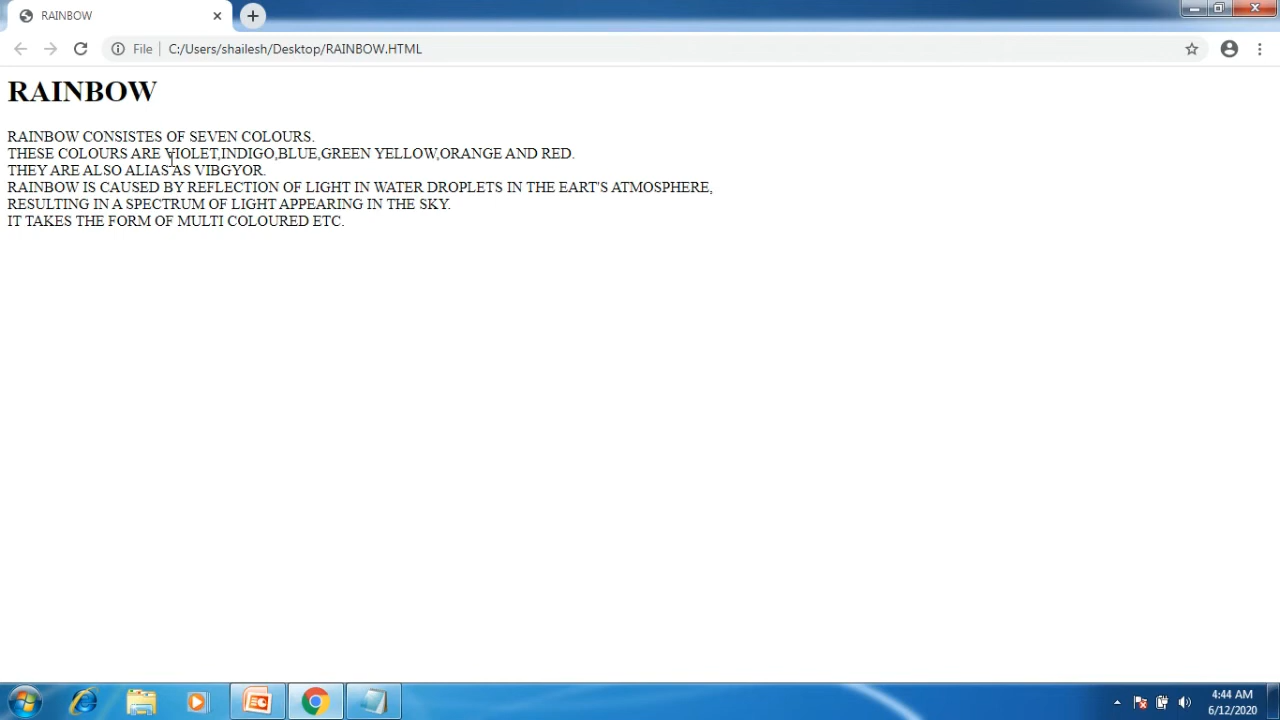 RAINBOW
File C:/Users/shailesh/Desktop/RAINBOW.HTML
RAINBOW
RAINBOW CONSISTES OF SEVEN COLOURS.
THESE COLOURS ARE VIOLET,INDIGO,BLUE,GREEN YELLOW,ORANGE AND RED.
THEY ARE ALSO ALIAS AS VIBGYOR.
RAINBOW IS CAUSED BY REFLECTION OF LIGHT IN WATER DROPLETS IN THE EART'S ATMOSPHERE,
RESULTING IN A SPECTRUM OF LIGHT APPEARING IN THE SKY.
IT TAKES THE FORM OF MULTI COLOURED ETC.
4:44 AM
6/12/2020